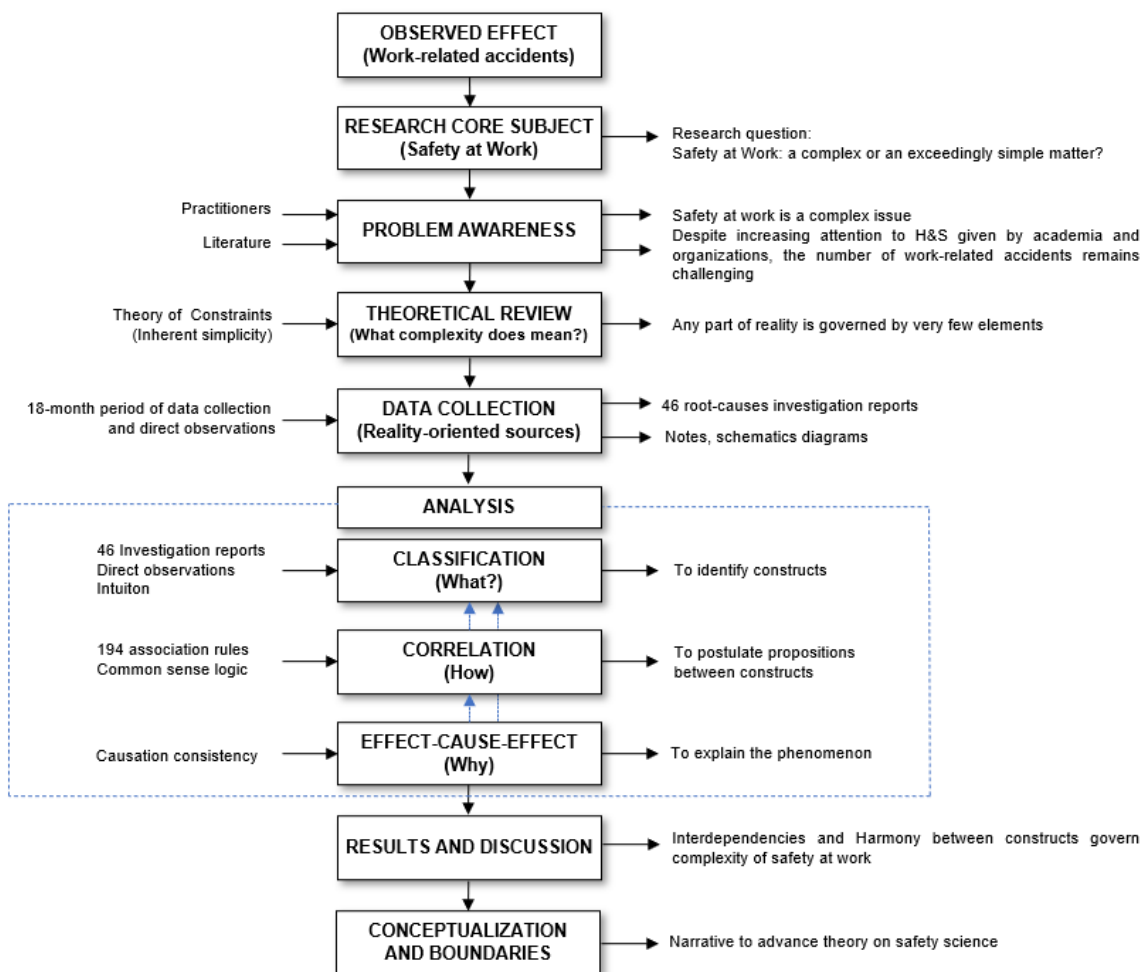 OBSERVED EFFECT
(Work-related accidents)
RESEARCH CORE SUBJECT
(Safety at Work)
Research question:
Safety at Work: a complex or an exceedingly simple matter?
Practitioners
Literature
PROBLEM AWARENESS
Safety at work is a complex issue
Despite increasing attention to H&S given by academia and
organizations, the number of work-related accidents remains
challenging
Theory of Constraints
(Inherent simplicity)
THEORETICAL REVIEW
(What complexity does mean?)
Any part of reality is governed by very few elements
18-month period of data collection
and direct observations
DATA COLLECTION
(Reality-oriented sources)
46 root-causes investigation reports
Notes, schematics diagrams
ANALYSIS
46 Investigation reports
Direct observations
Intuiton
CLASSIFICATION
(What?)
To identify constructs
194 association rules
Common sense logic
CORRELATION
(How)
To postulate propositions
between constructs
Causation consistency
EFFECT-CAUSE-EFFECT
(Why)
To explain the phenomenon
RESULTS AND DISCUSSION
Interdependencies and Harmony between constructs govern
complexity of safety at work
CONCEPTUALIZATION
AND BOUNDARIES
Narrative to advance theory on safety science